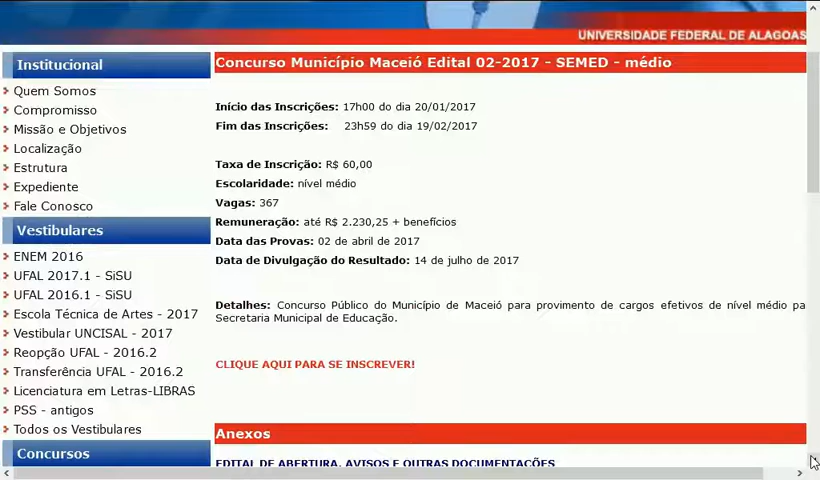 UNIVERSIDADE FEDERAL DE ALAGOAS
Institucional
Quem Somos
Compromisso
Missão e Objetivos
Localização
Estrutura
Expediente
Fale Conosco
Vestibulares
ENEM 2016
UFAL 2017.1 - SiSU
UFAL 2016.1 - SiSU
Escola Técnica de Artes - 2017
Vestibular UNCISAL - 2017
Reopção UFAL - 2016.2
Transferência UFAL - 2016.2
Licenciatura em Letras-LIBRAS
PSS - antigos
Todos os Vestibulares
Concursos
Concurso Município Maceió Edital 02-2017 - SEMED - médio
Início das Inscrições: 17h00 do dia 20/01/2017
Fim das Inscrições: 23h59 do dia 19/02/2017
Taxa de Inscrição: R$ 60,00
Escolaridade: nível médio
Vagas: 367
Remuneração: até R$ 2.230,25 + benefícios
Data das Provas: 02 de abril de 2017
Data de Divulgação do Resultado: 14 de julho de 2017
Detalhes: Concurso Público do Município de Maceió para provimento de cargos efetivos de nível médio pa
Secretaria Municipal de Educação.
CLIQUE AQUI PARA SE INSCREVER!
Anexos
EDITAL DE ABERTURA, AVISOS E OUTRAS DOCUMENTAÇÕES